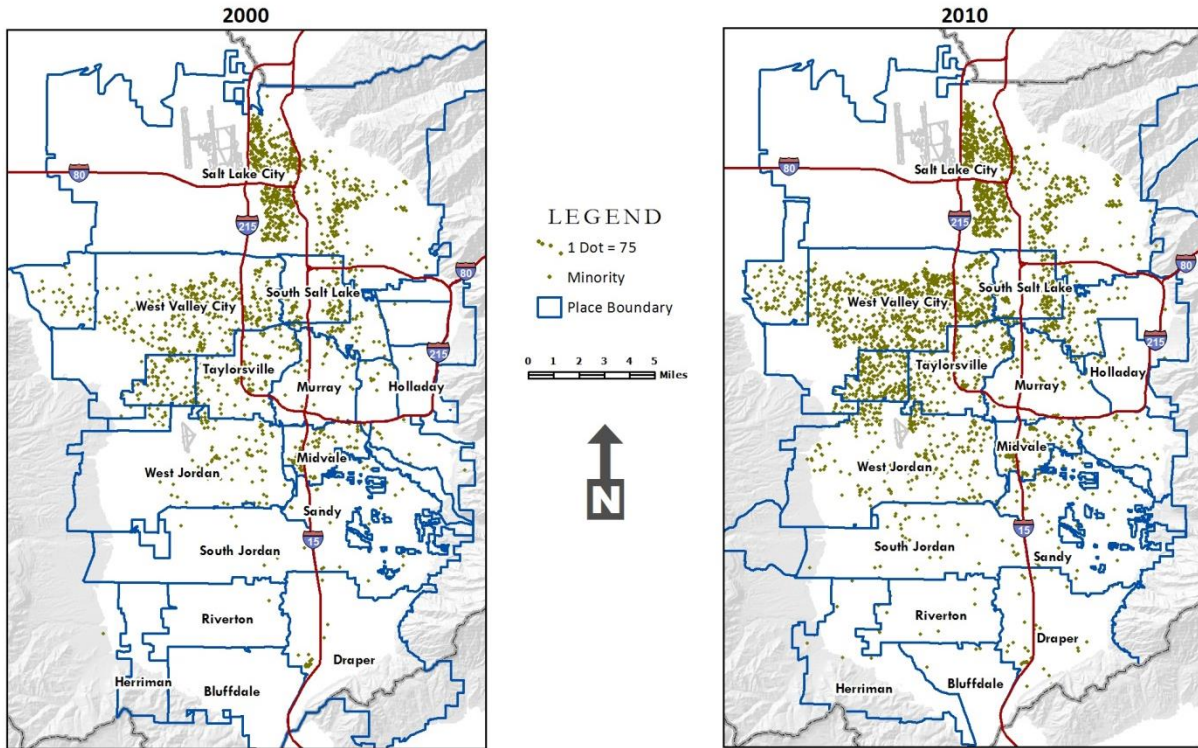 2000
Salt Lake City
80
215
80
West Valley City
South Salt Lake
215
Taylorsville
Murray
Holladay
Midvale
West Jordan
Sandy
15
South Jordan
Riverton
Draper
Herriman
Bluffdale
LEGEND
1 Dot = 75
Minority
Place Boundary
0 1 2 3 4 5
Miles
N
2010
80
Salt Lake City
215
80
West Valley City
South Salt Lake
215
Taylorsville
Murray
Holladay
Midvale
West Jordan
15
South Jordan
Sandy
Riverton
Draper
Herriman
Bluffdale